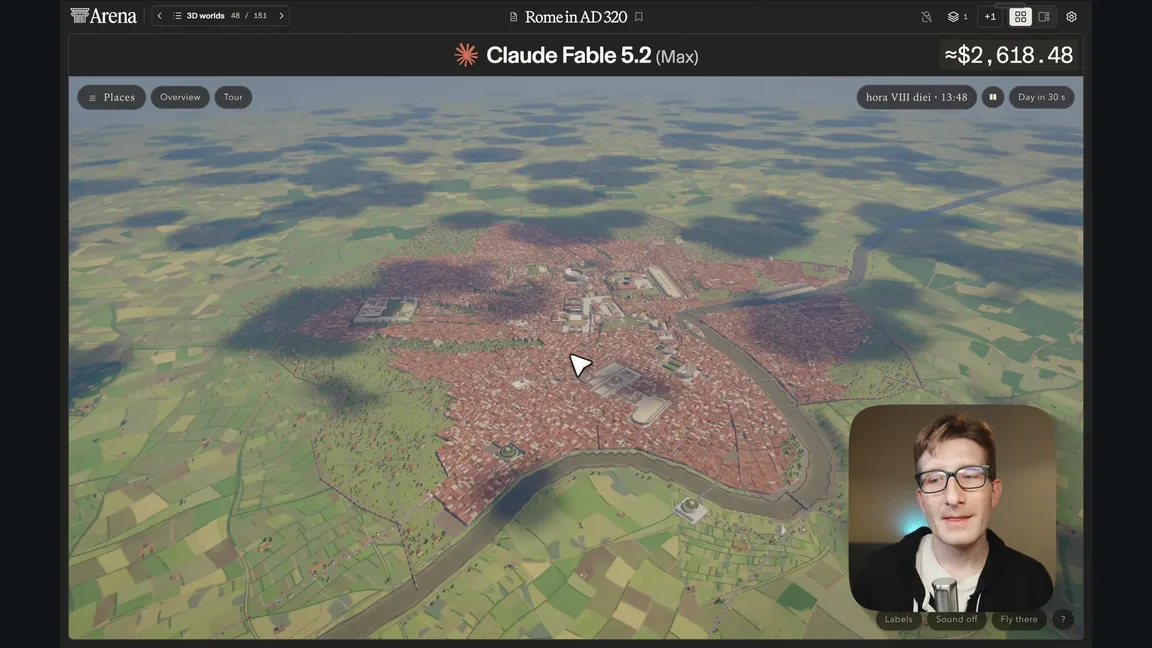 Arena
3D worlds 48 / 151
Rome in AD 320
1
+1
Claude Fable 5.2 (Max)
≈$2,618.48
Places
Overview
Tour
hora VIII diei · 13:48
Day in 30 s
Labels
Sound off
Fly there
?